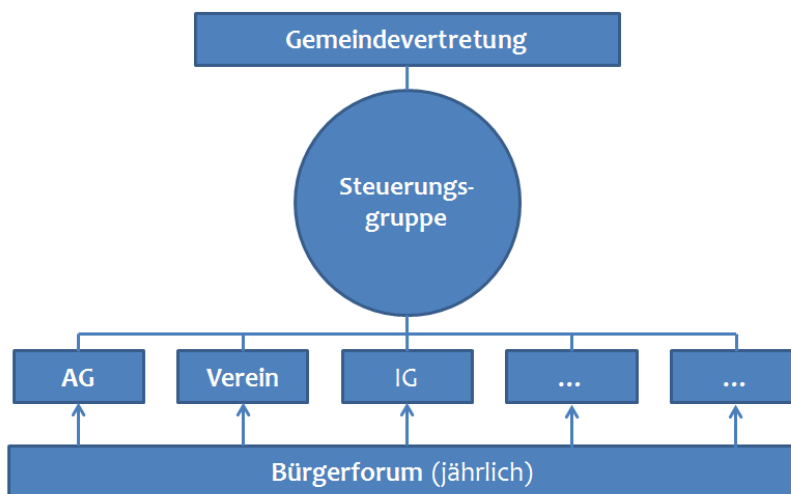 Gemeindevertretung
Steuerungs-
gruppe
AG
Verein
IG
...
...
Bürgerforum (jährlich)